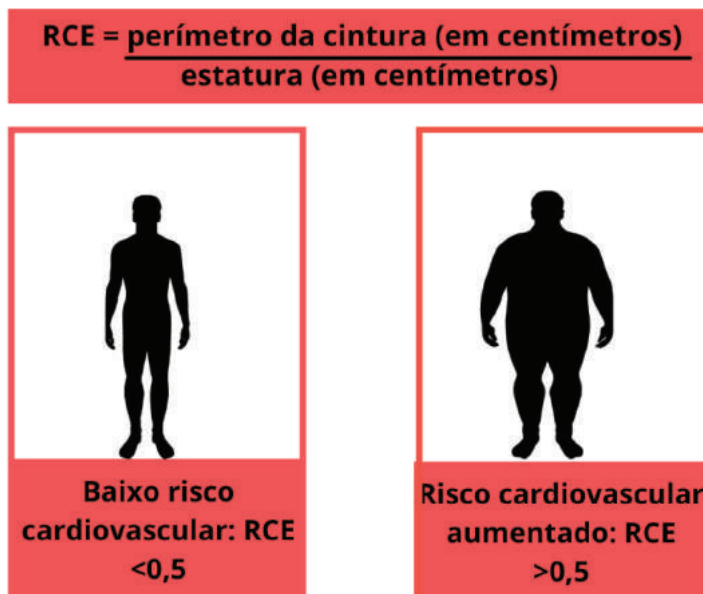 RCE = perímetro da cintura (em centímetros)
estatura (em centímetros)
Baixo risco
cardiovascular: RCE
<0,5
Risco cardiovascular
aumentado: RCE
>0,5